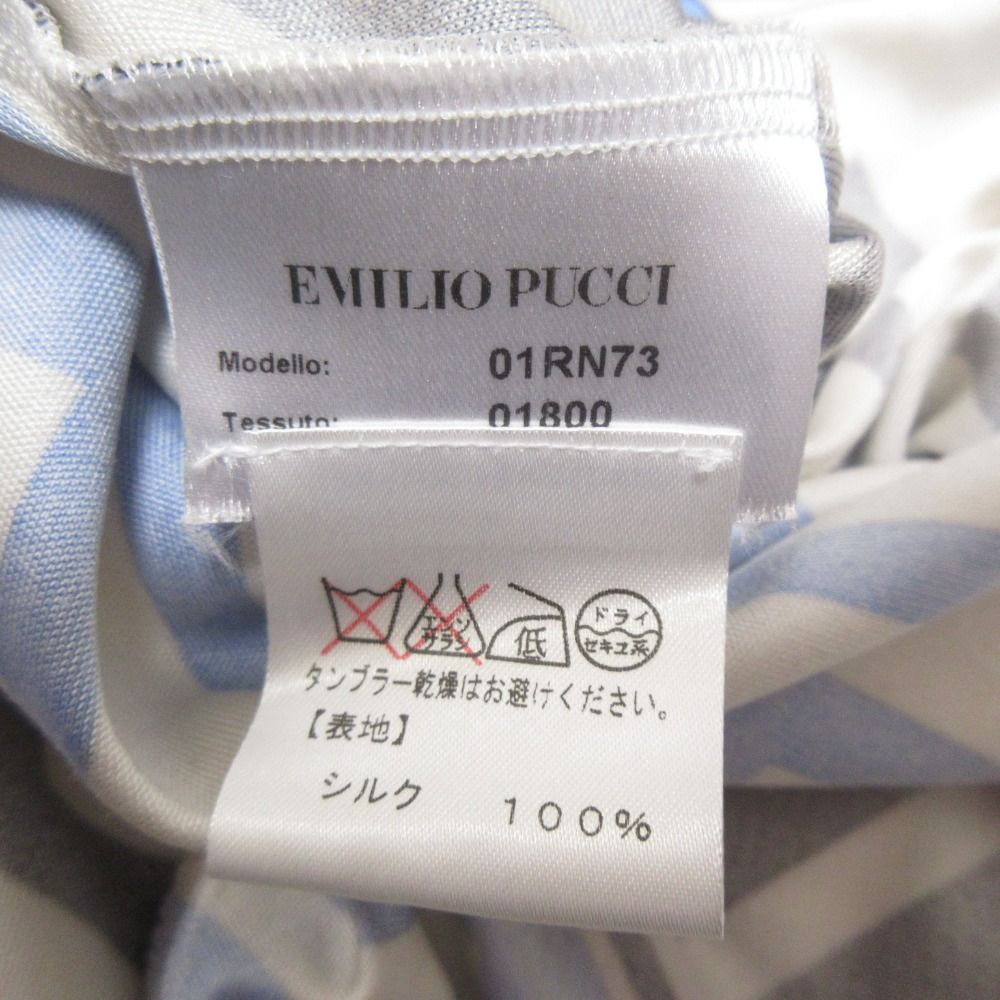 EMILIO PUCCI
Modello: 01RN73
Tessuto: 01800
エンソ
サラシ
低
ドライ
セキユ系
タンブラー乾燥はお避けください。
【表地】
シルク 100%